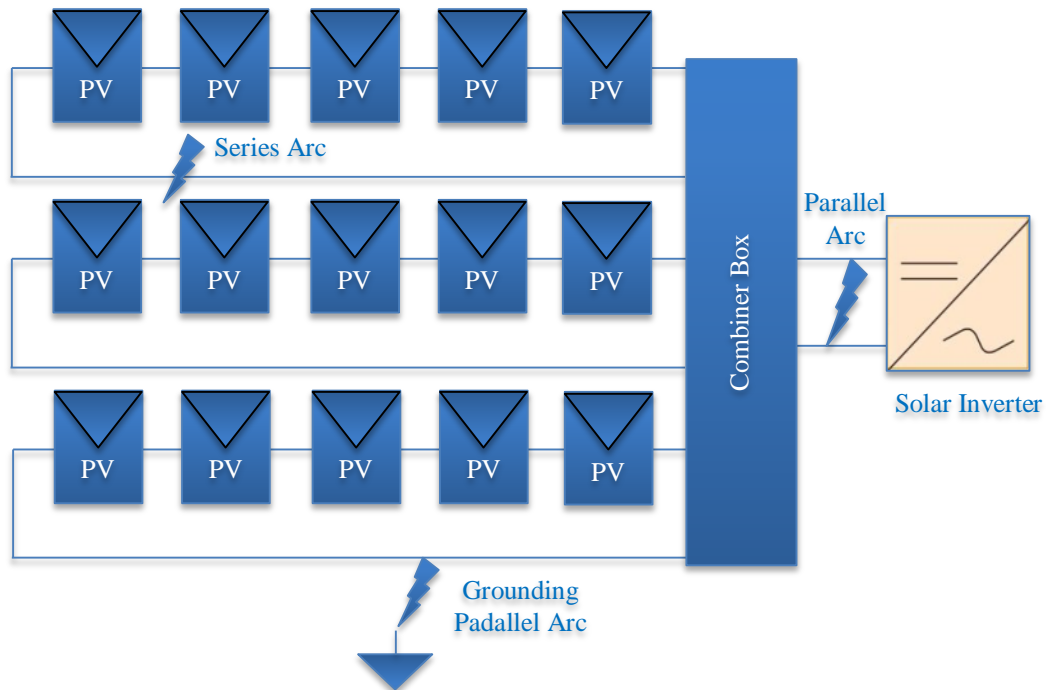 PV PV PV PV PV
Series Arc
PV PV PV PV PV
Parallel
Arc
Combiner Box
Solar Inverter
PV PV PV PV PV
Grounding
Padallel Arc